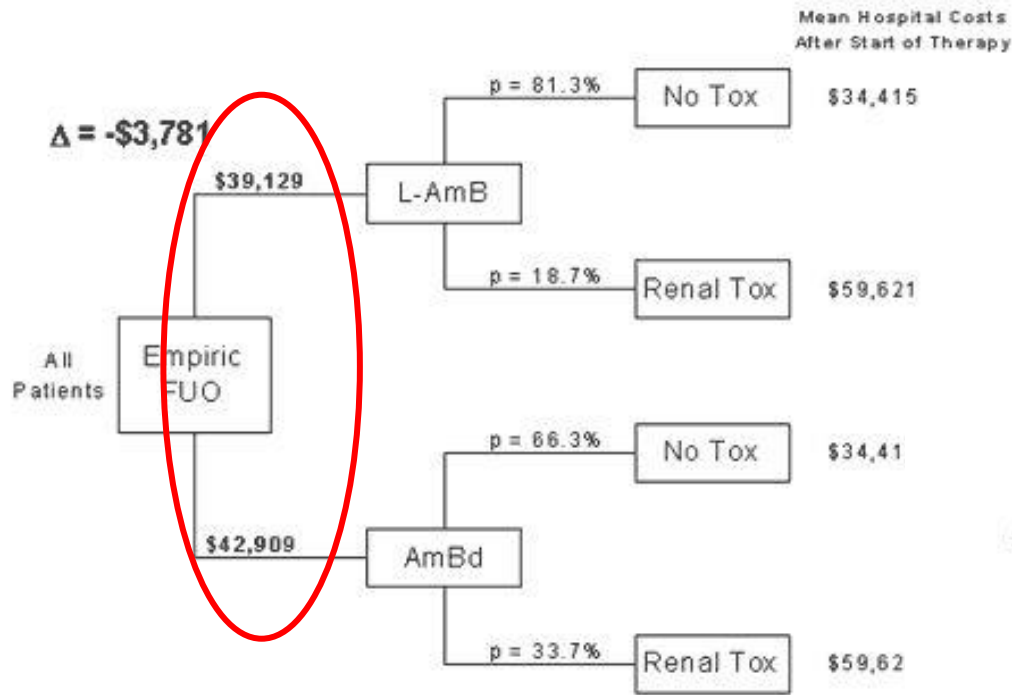 Mean Hospital Costs
After Start of Therapy
p = 81.3%
No Tox
$34,415
Δ = -$3,781
$39,129
L-AmB
p = 18.7%
Renal Tox
$59,621
All
Patients
Empiric
FUO
p = 66.3%
No Tox
$34,41
$42,909
AmBd
p = 33.7%
Renal Tox
$59,62